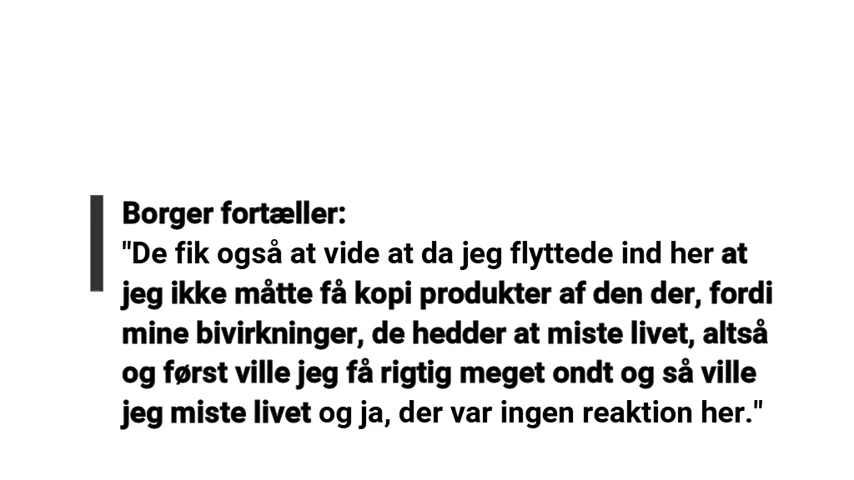 Borger fortæller:
"De fik også at vide at da jeg flyttede ind her at
jeg ikke måtte få kopi produkter af den der, fordi
mine bivirkninger, de hedder at miste livet, altså
og først ville jeg få rigtig meget ondt og så ville
jeg miste livet og ja, der var ingen reaktion her."